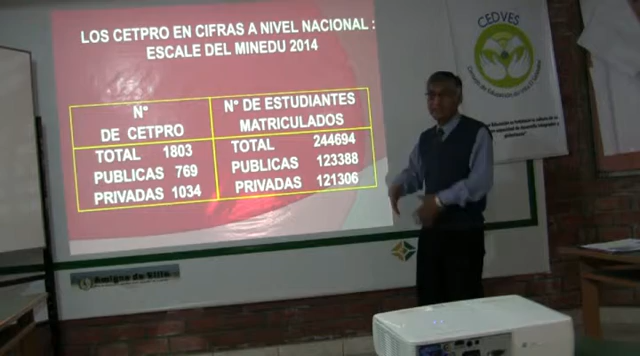 LOS CETPRO EN CIFRAS A NIVEL NACIONAL :
ESCALE DEL MINEDU 2014
N°
DE CETPRO
N° DE ESTUDIANTES
MATRICULADOS
TOTAL 1803
PUBLICAS 769
PRIVADAS 1034
TOTAL 244694
PUBLICAS 123388
PRIVADAS 121306
CEDVES
Amigos de Villa